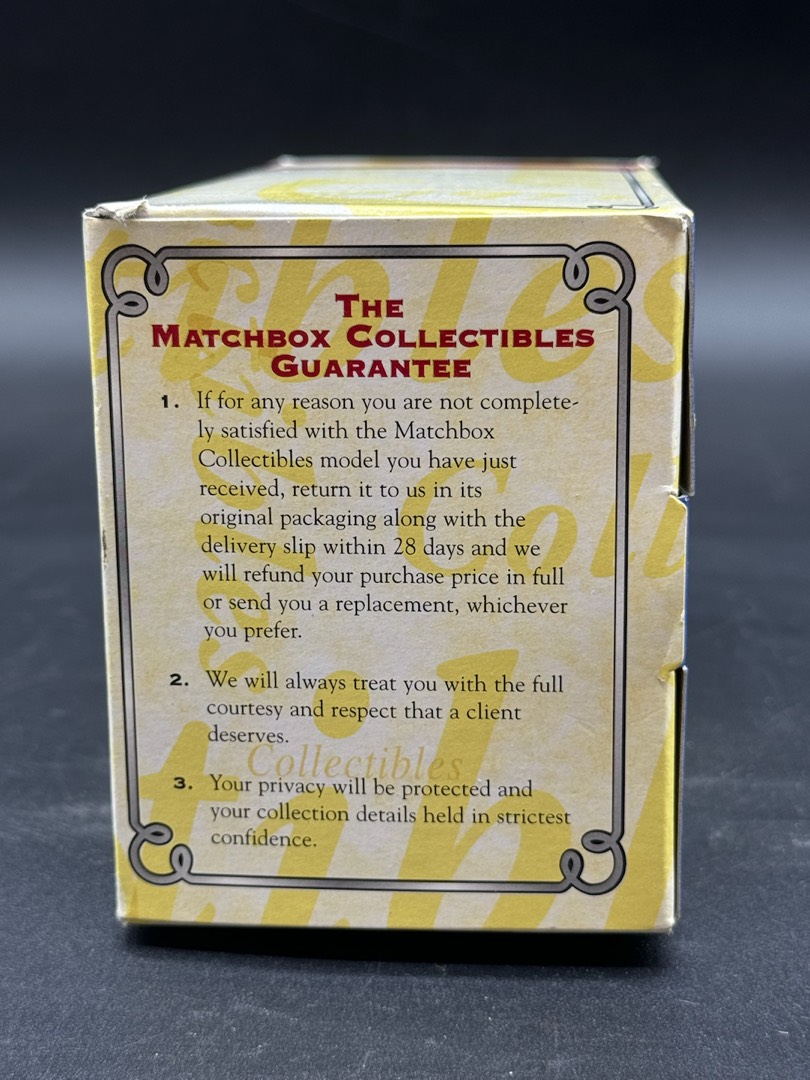 THE
MATCHBOX COLLECTIBLES
GUARANTEE
1. If for any reason you are not complete-
ly satisfied with the Matchbox
Collectibles model you have just
received, return it to us in its
original packaging along with the
delivery slip within 28 days and we
will refund your purchase price in full
or send you a replacement, whichever
you prefer.
2. We will always treat you with the full
courtesy and respect that a client
deserves.
Collectibles
3. Your privacy will be protected and
your collection details held in strictest
confidence.